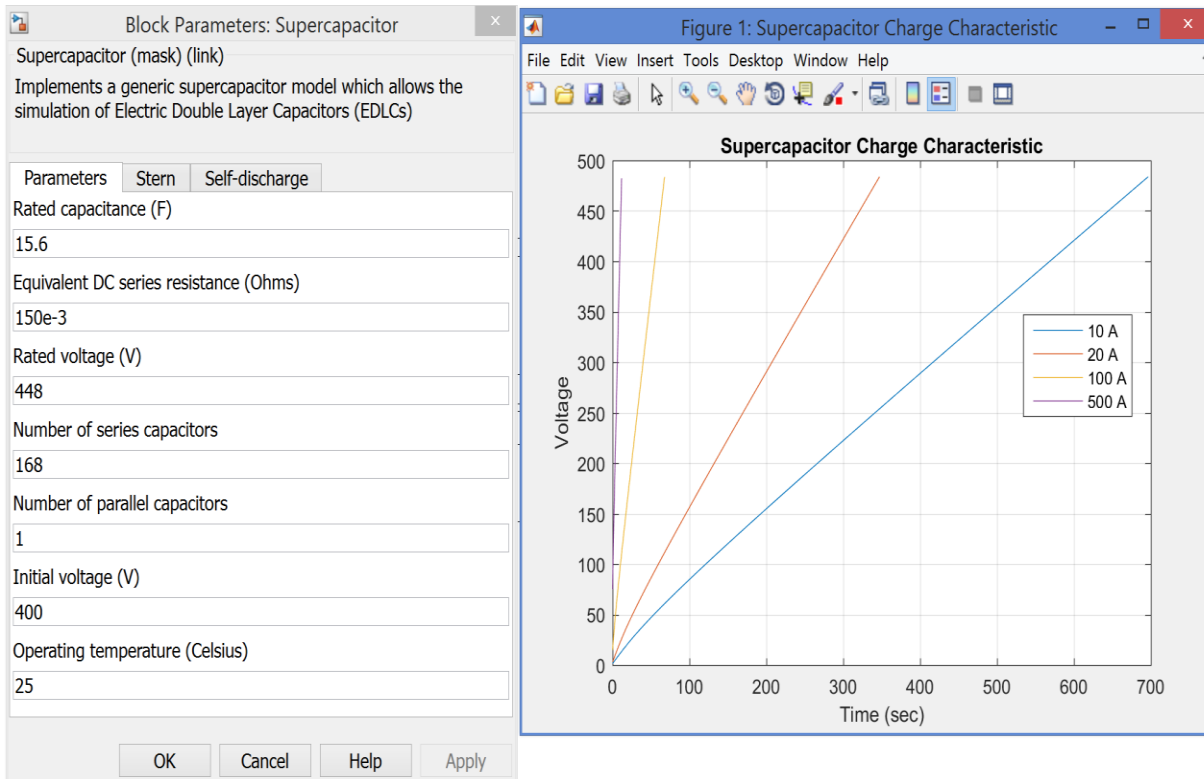 Block Parameters: Supercapacitor
x
Supercapacitor (mask) (link)
Implements a generic supercapacitor model which allows the
simulation of Electric Double Layer Capacitors (EDLCs)
Parameters Stern Self-discharge
Rated capacitance (F)
15.6
Equivalent DC series resistance (Ohms)
150e-3
Rated voltage (V)
448
Number of series capacitors
168
Number of parallel capacitors
1
Initial voltage (V)
400
Operating temperature (Celsius)
25
OK Cancel Help Apply
Figure 1: Supercapacitor Charge Characteristic
x
File Edit View Insert Tools Desktop Window Help
Supercapacitor Charge Characteristic
500
450
400
350
300
250
200
150
100
50
0
Voltage
10 A
20 A
100 A
500 A
0 100 200 300 400 500 600 700
Time (sec)